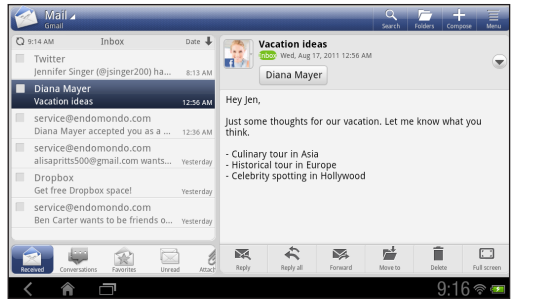 Mail
Gmail
Search
Folders
Compose
Menu
9:14 AM Inbox Date
Twitter
Jennifer Singer (@jsinger200) ha... 8:13 AM
Diana Mayer
Vacation ideas 12:56 AM
service@endomondo.com
Diana Mayer accepted you as a ... 12:36 AM
service@endomondo.com
alisapritts500@gmail.com wants... Yesterday
Dropbox
Get free Dropbox space! Yesterday
service@endomondo.com
Ben Carter wants to be friends o... Yesterday
Received
Conversations
Favorites
Unread
Attach
Vacation ideas
Inbox Wed, Aug 17, 2011 12:56 AM
Diana Mayer
Hey Jen,
Just some thoughts for our vacation. Let me know what you
think.
- Culinary tour in Asia
- Historical tour in Europe
- Celebrity spotting in Hollywood
Reply
Reply all
Forward
Move to
Delete
Full screen
9:16